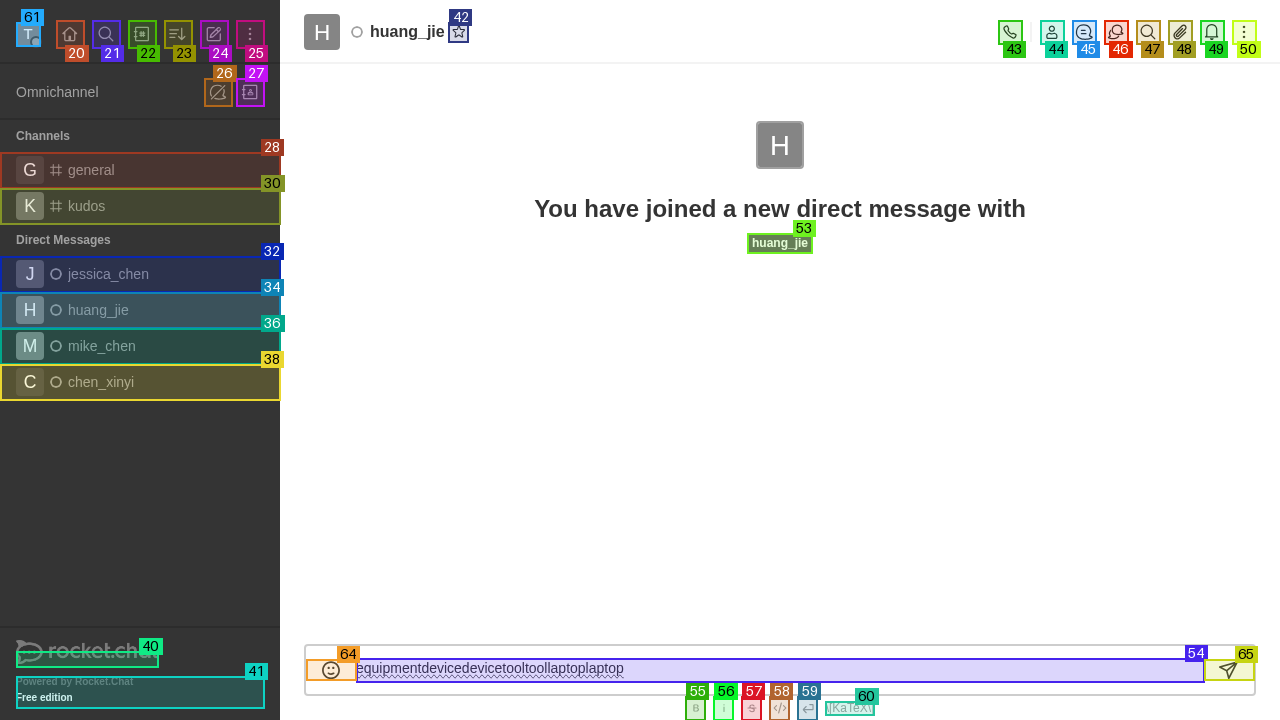 61
T
20
21
22
23
24
25
H
huang_jie
42
43
44
45
46
47
48
49
50
Omnichannel
26
27
Channels
28
G
general
30
K
kudos
Direct Messages
32
J
jessica_chen
34
H
huang_jie
36
M
mike_chen
38
C
chen_xinyi
H
You have joined a new direct message with
53
huang_jie
40
rocket.chat
Powered by Rocket.Chat
41
Free edition
64
equipmentdevicedevicetooltoollaptoplaptop
54
65
55
56
57
58
59
60
B
i
S
</>
\[KaTeX\]